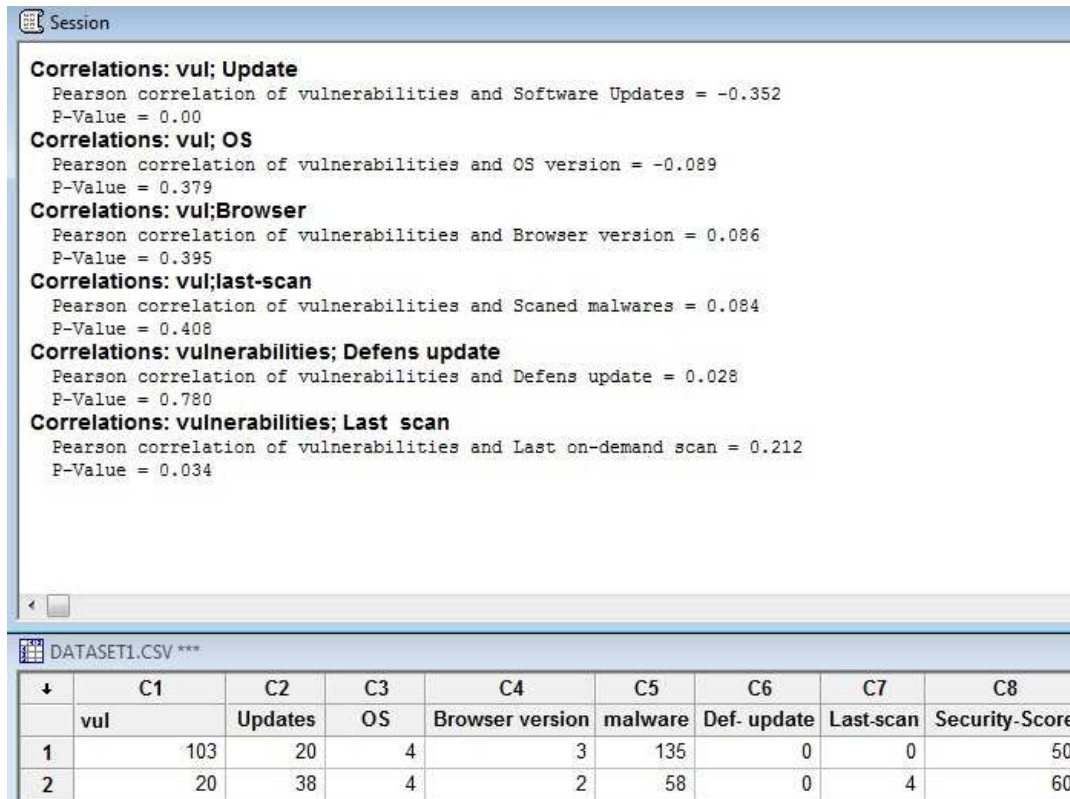 Session
Correlations: vul; Update
Pearson correlation of vulnerabilities and Software Updates = -0.352
P-Value = 0.00
Correlations: vul; OS
Pearson correlation of vulnerabilities and OS version = -0.089
P-Value = 0.379
Correlations: vul;Browser
Pearson correlation of vulnerabilities and Browser version = 0.086
P-Value = 0.395
Correlations: vul;last-scan
Pearson correlation of vulnerabilities and Scaned malwares = 0.084
P-Value = 0.408
Correlations: vulnerabilities; Defens update
Pearson correlation of vulnerabilities and Defens update = 0.028
P-Value = 0.780
Correlations: vulnerabilities; Last scan
Pearson correlation of vulnerabilities and Last on-demand scan = 0.212
P-Value = 0.034
DATASET1.CSV ***
C1 C2 C3 C4 C5 C6 C7 C8
vul Updates OS Browser version malware Def- update Last-scan Security-Score
1 103 20 4 3 135 0 0 50
2 20 38 4 2 58 0 4 60